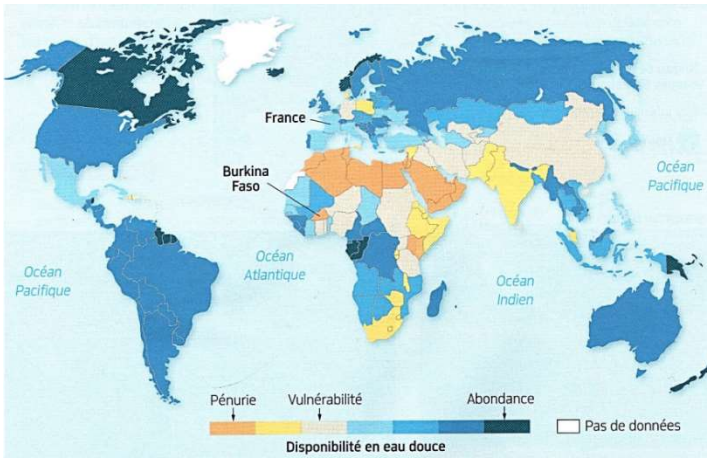 France
Burkina
Faso
Océan
Pacifique
Océan
Pacifique
Océan
Atlantique
Océan
Indien
Pénurie
Vulnérabilité
Abondance
Pas de données
Disponibilité en eau douce